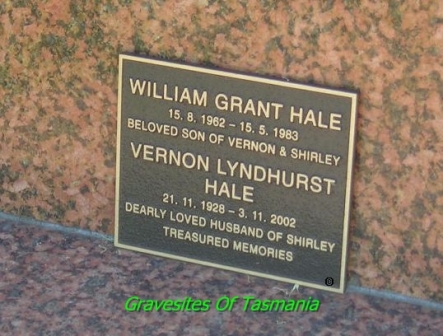 WILLIAM GRANT HALE
15. 8. 1962 – 15. 5. 1983
BELOVED SON OF VERNON & SHIRLEY
VERNON LYNDHURST
HALE
21. 11. 1928 – 3. 11. 2002
DEARLY LOVED HUSBAND OF SHIRLEY
TREASURED MEMORIES
Gravesites Of Tasmania